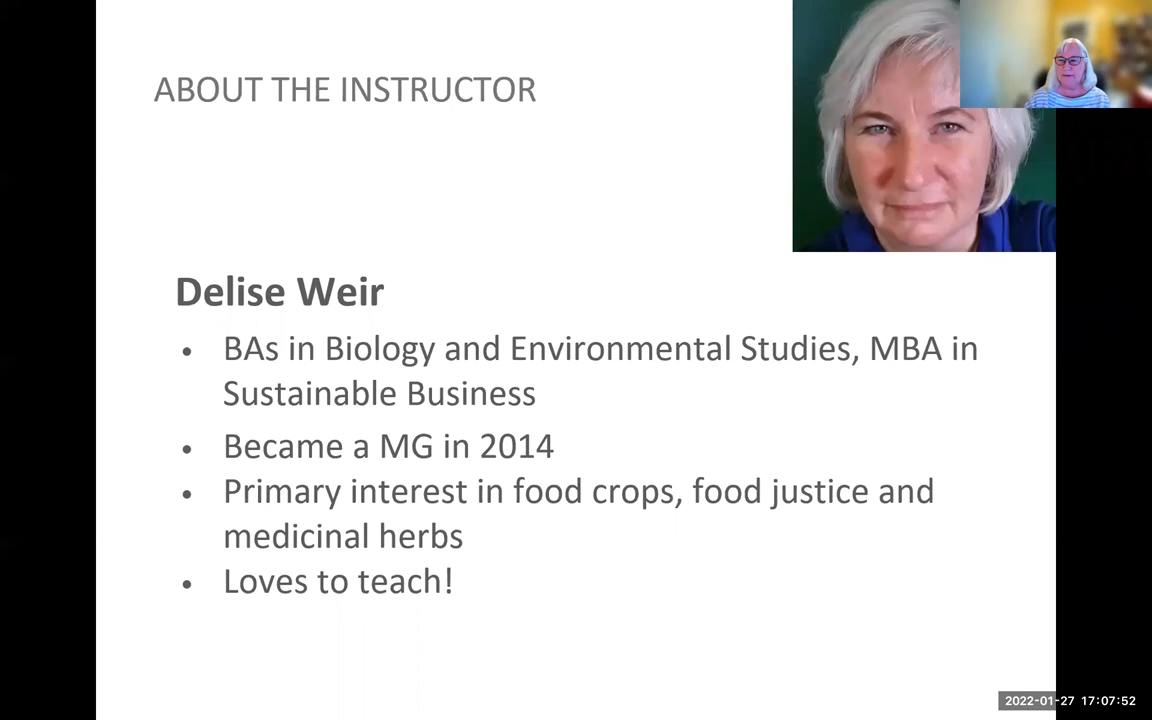 ABOUT THE INSTRUCTOR
Delise Weir
• BAs in Biology and Environmental Studies, MBA in
Sustainable Business
• Became a MG in 2014
• Primary interest in food crops, food justice and
medicinal herbs
• Loves to teach!
2022-01-27 17:07:52